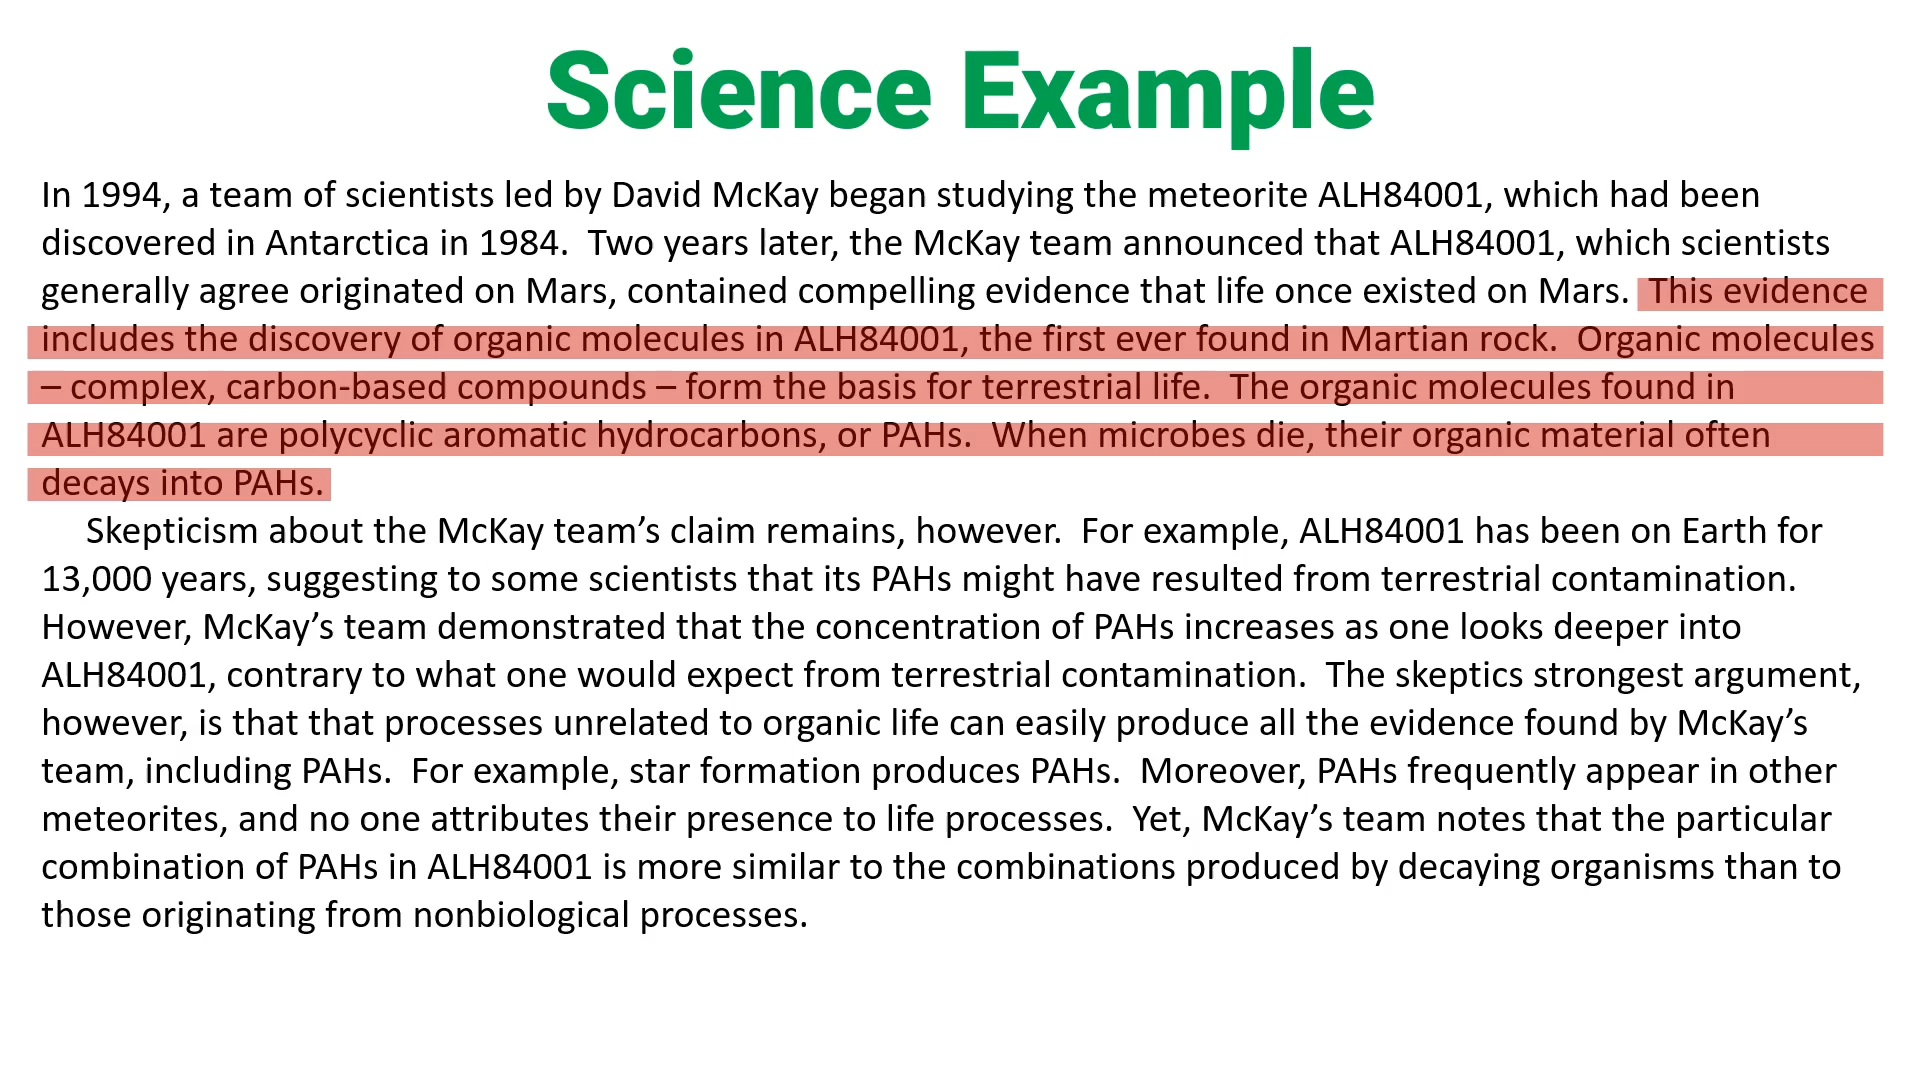 Science Example
In 1994, a team of scientists led by David McKay began studying the meteorite ALH84001, which had been
discovered in Antarctica in 1984.  Two years later, the McKay team announced that ALH84001, which scientists
generally agree originated on Mars, contained compelling evidence that life once existed on Mars.  This evidence
includes the discovery of organic molecules in ALH84001, the first ever found in Martian rock.  Organic molecules
– complex, carbon-based compounds – form the basis for terrestrial life.  The organic molecules found in
ALH84001 are polycyclic aromatic hydrocarbons, or PAHs.  When microbes die, their organic material often
decays into PAHs.
Skepticism about the McKay team’s claim remains, however.  For example, ALH84001 has been on Earth for
13,000 years, suggesting to some scientists that its PAHs might have resulted from terrestrial contamination.
However, McKay’s team demonstrated that the concentration of PAHs increases as one looks deeper into
ALH84001, contrary to what one would expect from terrestrial contamination.  The skeptics strongest argument,
however, is that that processes unrelated to organic life can easily produce all the evidence found by McKay’s
team, including PAHs.  For example, star formation produces PAHs.  Moreover, PAHs frequently appear in other
meteorites, and no one attributes their presence to life processes.  Yet, McKay’s team notes that the particular
combination of PAHs in ALH84001 is more similar to the combinations produced by decaying organisms than to
those originating from nonbiological processes.